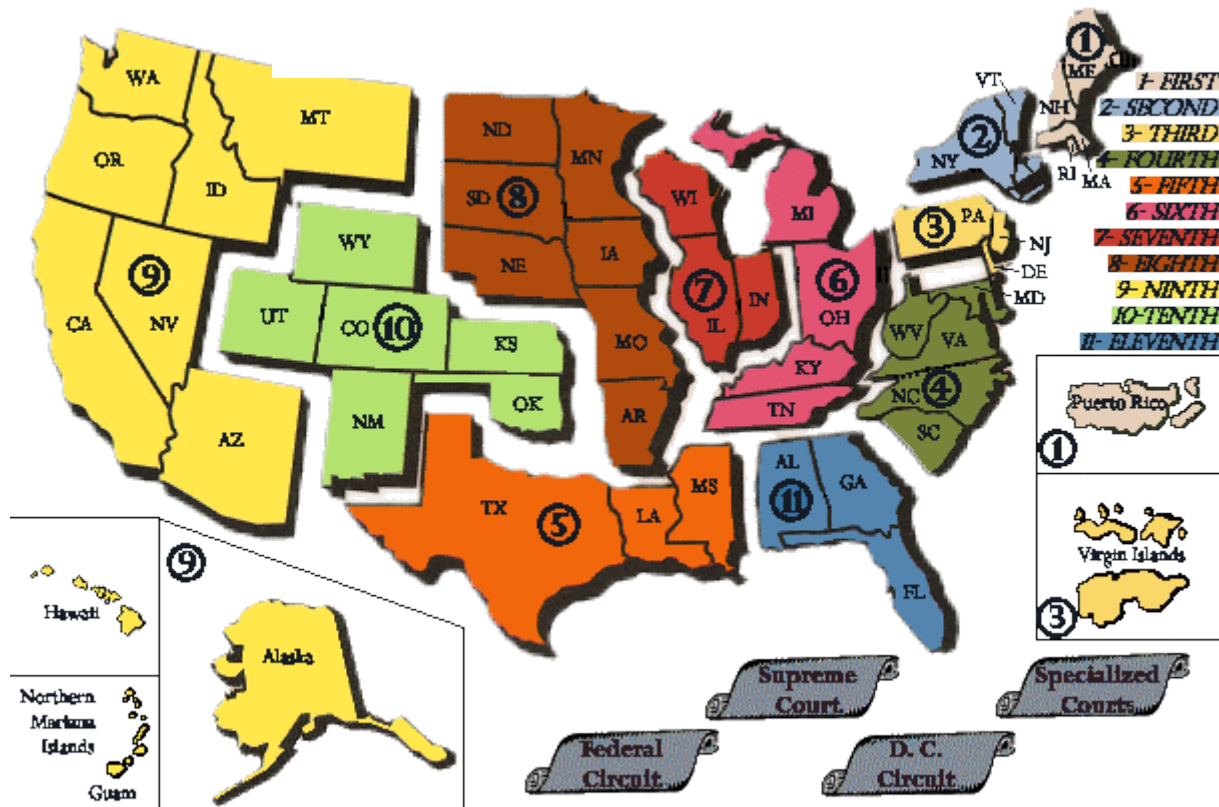 WA
MT
OR
ID
CA
NV
9
AZ
WY
UT
CO
10
KS
NM
OK
ND
MN
SD
8
NE
IA
MO
AR
WI
7
IL
IN
MI
6
OH
KY
TN
TX
5
LA
MS
AL
11
GA
FL
WV
VA
NC
4
SC
3
PA
NJ
DE
MD
VT
2
NY
1
ME
NH
RI
MA
1- FIRST
2- SECOND
3- THIRD
4- FOURTH
5- FIFTH
6- SIXTH
7- SEVENTH
8- EIGHTH
9- NINTH
10- TENTH
11- ELEVENTH
Puerto Rico
1
Virgin Islands
3
Hawaii
9
Alaska
Northern
Mariana
Islands
Guam
Supreme
Court
Specialized
Courts
Federal
Circuit
D. C.
Circuit